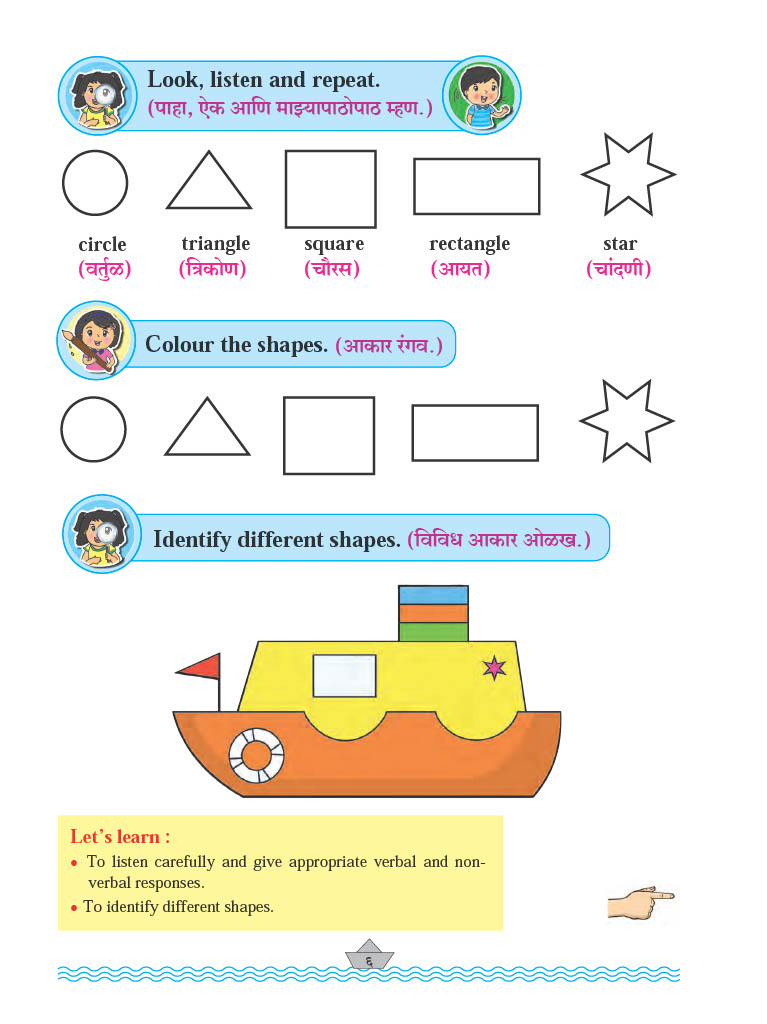 Look, listen and repeat.
(पाहा, ऐक आणि माझ्यापाठोपाठ म्हण.)
circle triangle square rectangle star
(वर्तुळ) (त्रिकोण) (चौरस) (आयत) (चांदणी)
Colour the shapes. (आकार रंगव.)
Identify different shapes. (विविध आकार ओळख.)
Let’s learn :
• To listen carefully and give appropriate verbal and non-
verbal responses.
• To identify different shapes.
६